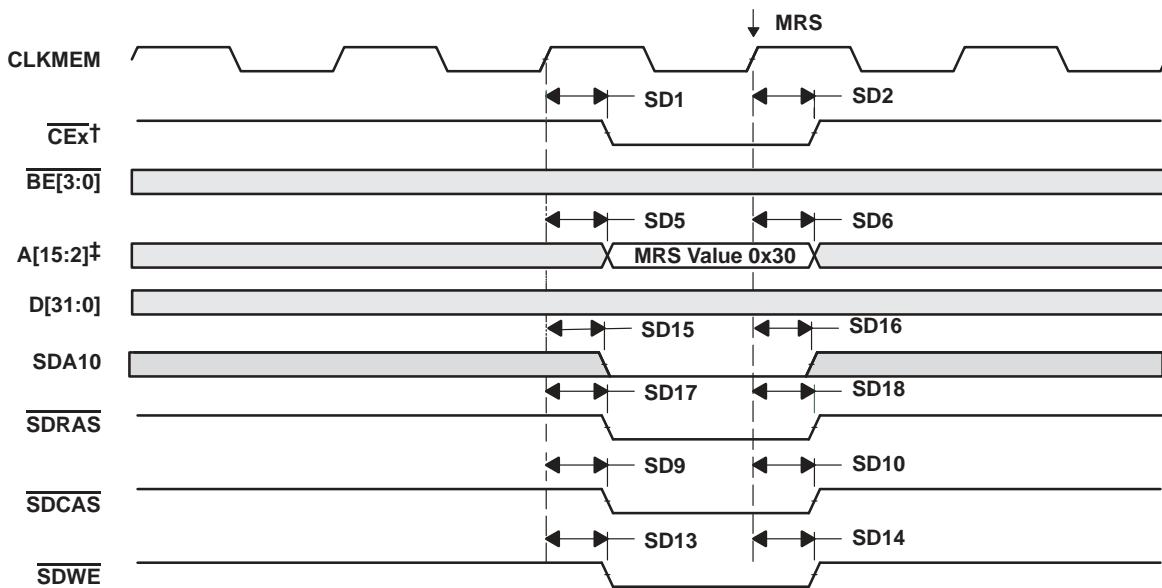 MRS
CLKMEM
SD1 SD2
CEx†
BE[3:0]
SD5 SD6
A[15:2]‡ MRS Value 0x30
D[31:0]
SD15 SD16
SDA10
SD17 SD18
SDRAS
SD9 SD10
SDCAS
SD13 SD14
SDWE